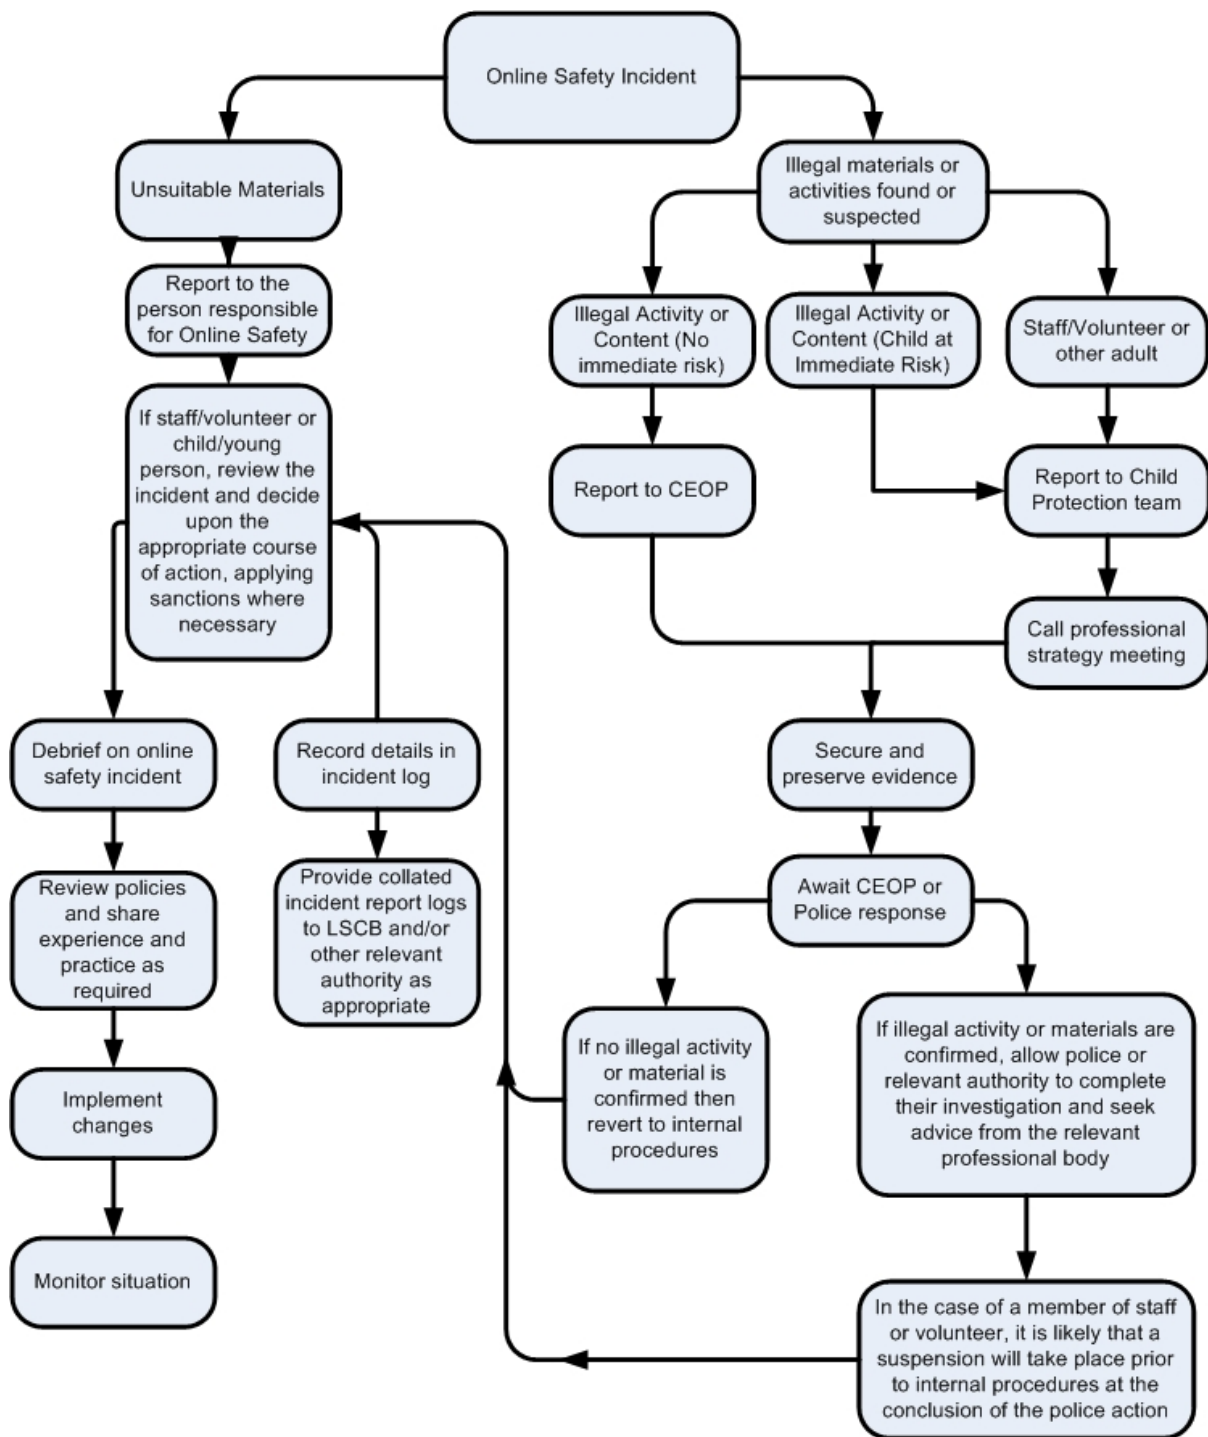 Online Safety Incident
Unsuitable Materials
Illegal materials or
activities found or
suspected
Report to the
person responsible
for Online Safety
Illegal Activity or
Content (No
immediate risk)
Illegal Activity or
Content (Child at
Immediate Risk)
Staff/Volunteer or
other adult
If staff/volunteer or
child/young
person, review the
incident and decide
upon the
appropriate course
of action, applying
sanctions where
necessary
Report to CEOP
Report to Child
Protection team
Call professional
strategy meeting
Debrief on online
safety incident
Record details in
incident log
Secure and
preserve evidence
Review policies
and share
experience and
practice as
required
Provide collated
incident report logs
to LSCB and/or
other relevant
authority as
appropriate
Await CEOP or
Police response
If no illegal activity
or material is
confirmed then
revert to internal
procedures
If illegal activity or materials are
confirmed, allow police or
relevant authority to complete
their investigation and seek
advice from the relevant
professional body
Implement
changes
Monitor situation
In the case of a member of staff
or volunteer, it is likely that a
suspension will take place prior
to internal procedures at the
conclusion of the police action